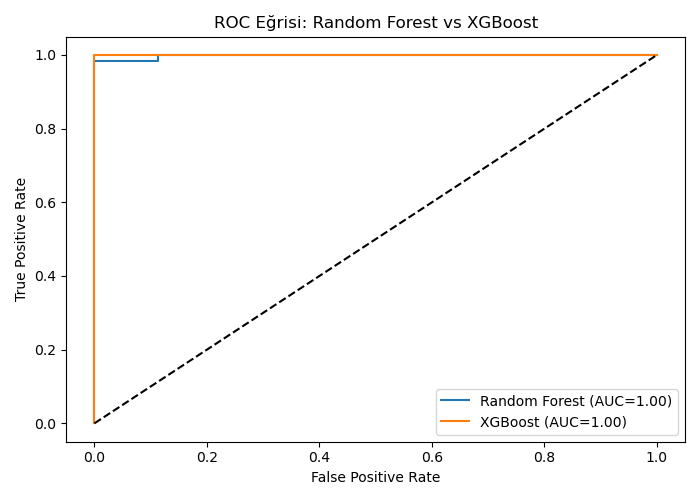 ROC Eğrisi: Random Forest vs XGBoost
True Positive Rate
1.0
0.8
0.6
0.4
0.2
0.0
Random Forest (AUC=1.00)
XGBoost (AUC=1.00)
0.0 0.2 0.4 0.6 0.8 1.0
False Positive Rate